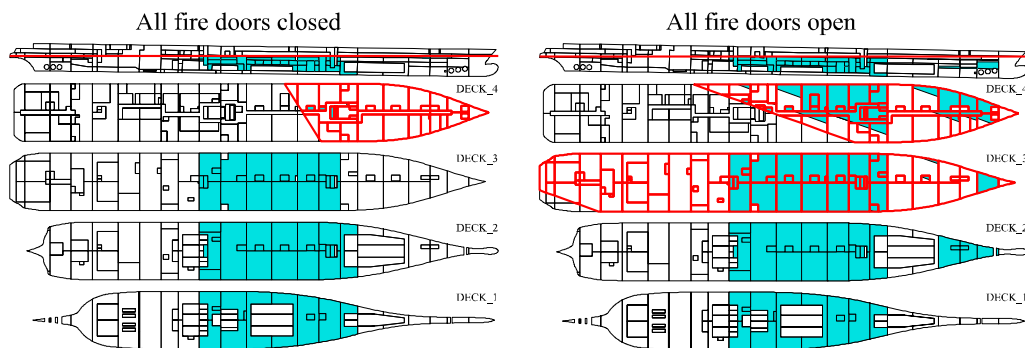 All fire doors closed
DECK_4
DECK_3
DECK_2
DECK_1
All fire doors open
DECK_4
DECK_3
DECK_2
DECK_1